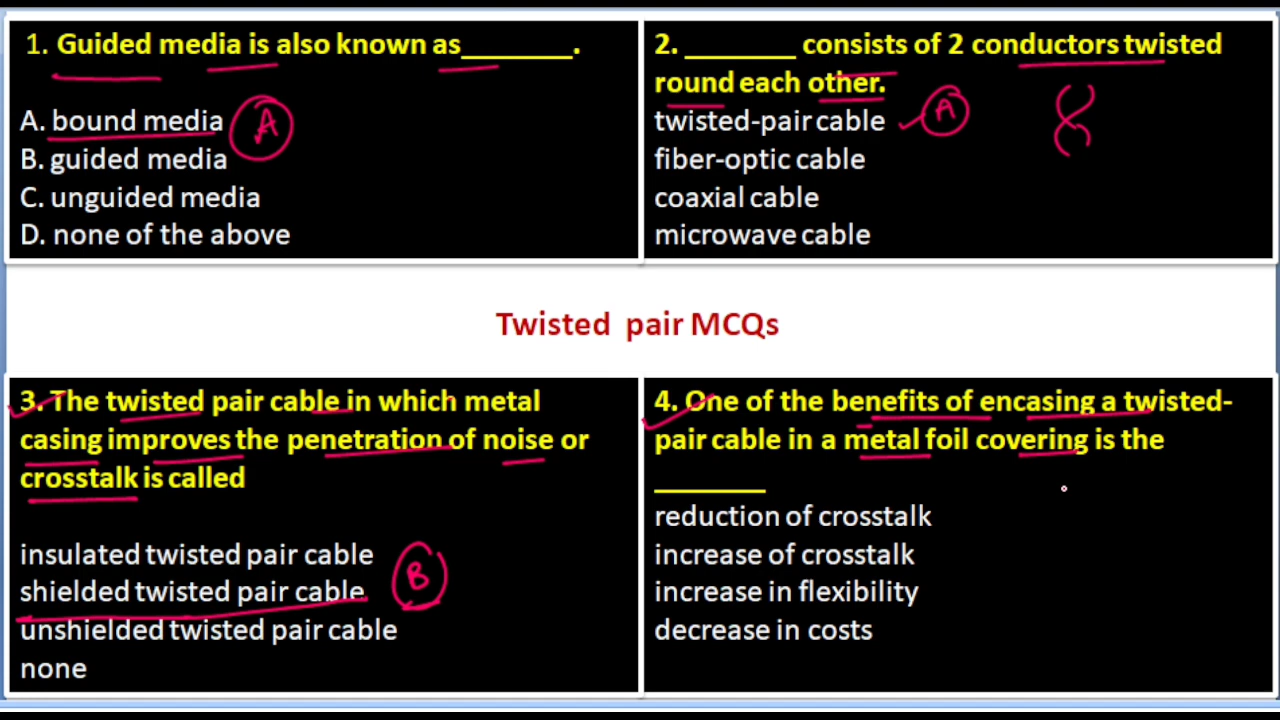 1. Guided media is also known as_______.
A. bound media
A
B. guided media
C. unguided media
D. none of the above
2. _______ consists of 2 conductors twisted
round each other.
twisted-pair cable
A
fiber-optic cable
coaxial cable
microwave cable
Twisted pair MCQs
3. The twisted pair cable in which metal
casing improves the penetration of noise or
crosstalk is called
insulated twisted pair cable
shielded twisted pair cable
B
unshielded twisted pair cable
none
4. One of the benefits of encasing a twisted-
pair cable in a metal foil covering is the
_______
reduction of crosstalk
increase of crosstalk
increase in flexibility
decrease in costs